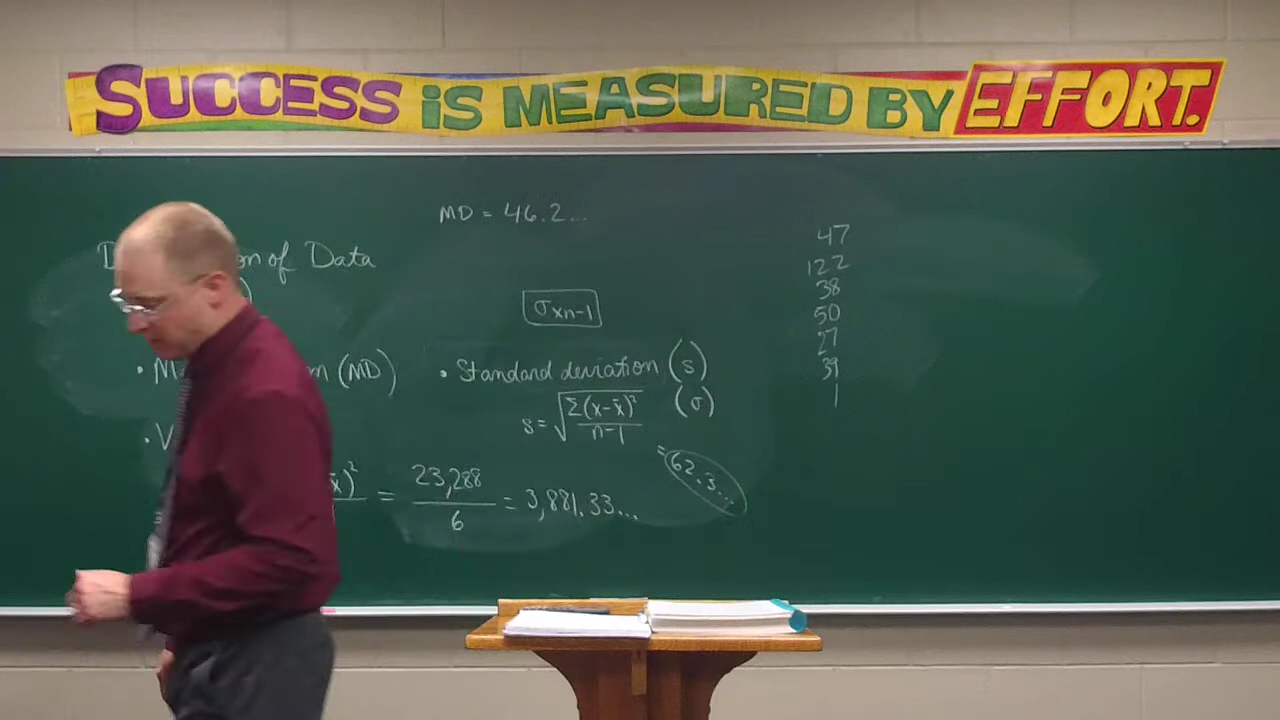 SUCCESS IS MEASURED BY EFFORT.
MD = 46.2...
of Data
σxn-1
• Standard deviation (s)
(σ)
s = √Σ(x-x̄)²/n-1
= 62.3...
(MD)
x̄)² = 23,288/6 = 3,881.33...
47
122
38
50
27
39
1